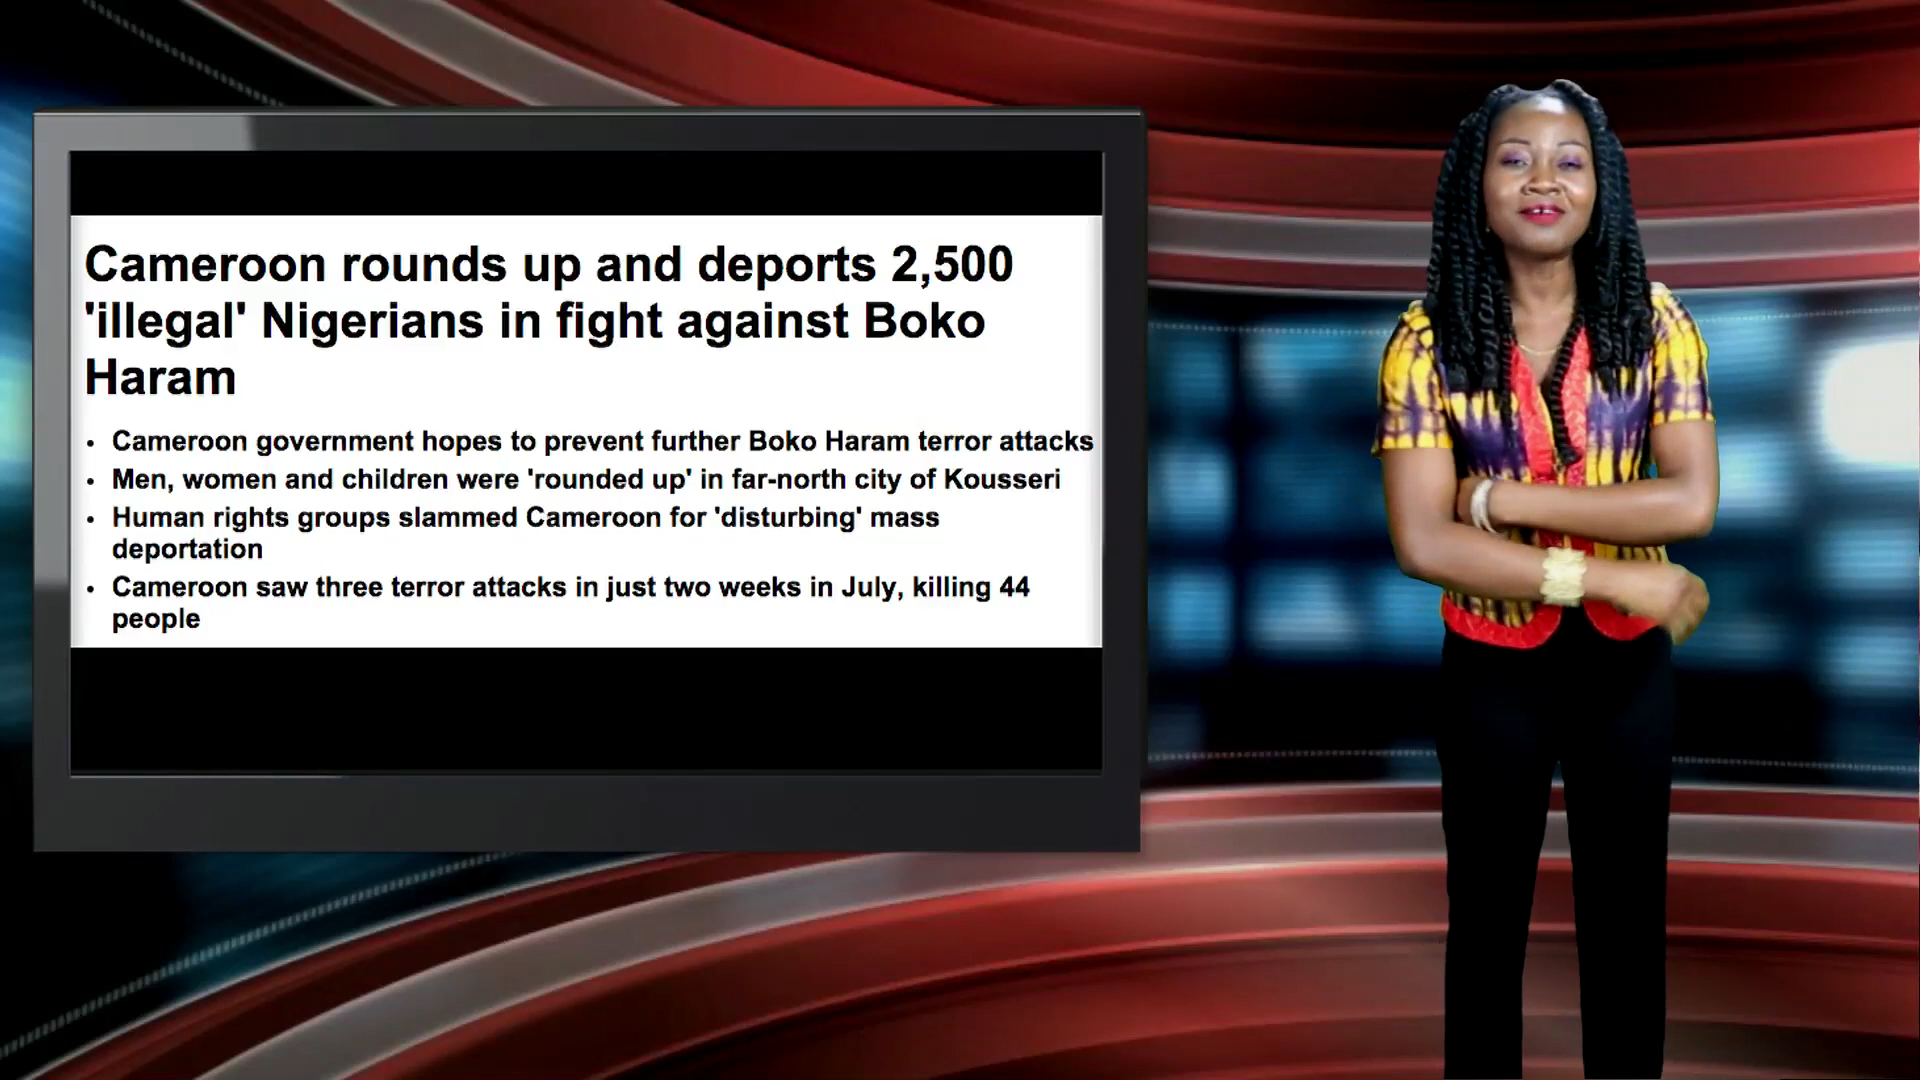 Cameroon rounds up and deports 2,500
'illegal' Nigerians in fight against Boko
Haram
• Cameroon government hopes to prevent further Boko Haram terror attacks
• Men, women and children were 'rounded up' in far-north city of Kousseri
• Human rights groups slammed Cameroon for 'disturbing' mass
deportation
• Cameroon saw three terror attacks in just two weeks in July, killing 44
people